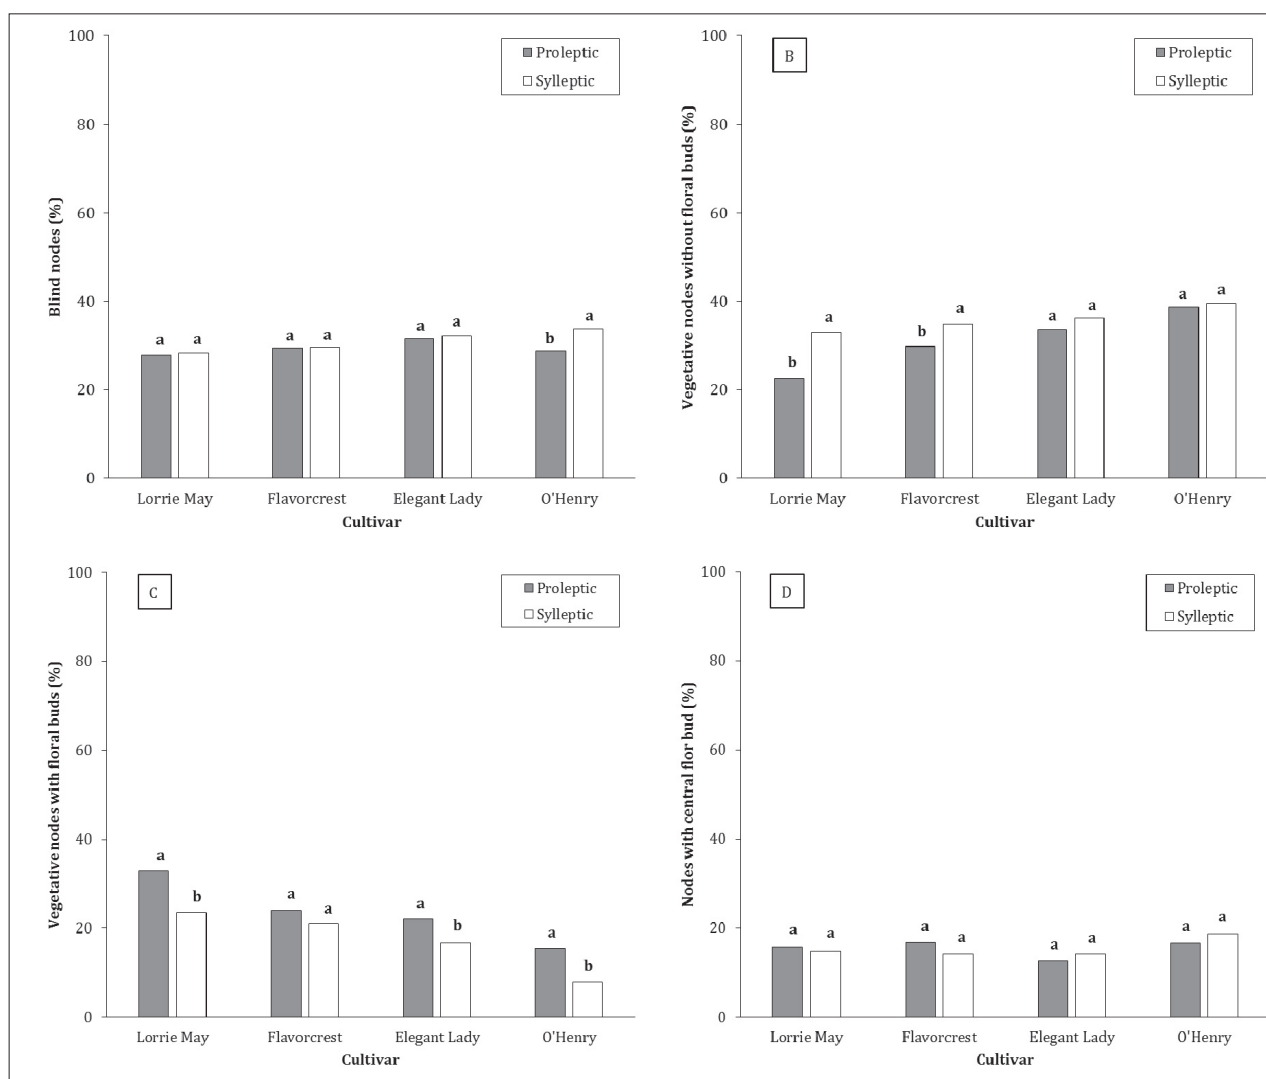 Blind nodes (%)
100
80
60
40
20
0
Proleptic
Sylleptic
a a a a a a b a
Lorrie May Flavorcrest Elegant Lady O'Henry
Cultivar
Vegetative nodes without floral buds (%)
100
80
60
40
20
0
B
Proleptic
Sylleptic
b a b a a a a a
Lorrie May Flavorcrest Elegant Lady O'Henry
Cultivar
Vegetative nodes with floral buds (%)
100
80
60
40
20
0
C
Proleptic
Sylleptic
a b a a a b a b
Lorrie May Flavorcrest Elegant Lady O'Henry
Cultivar
Nodes with central flor bud (%)
100
80
60
40
20
0
D
Proleptic
Sylleptic
a a a a a a a a
Lorrie May Flavorcrest Elegant Lady O'Henry
Cultivar